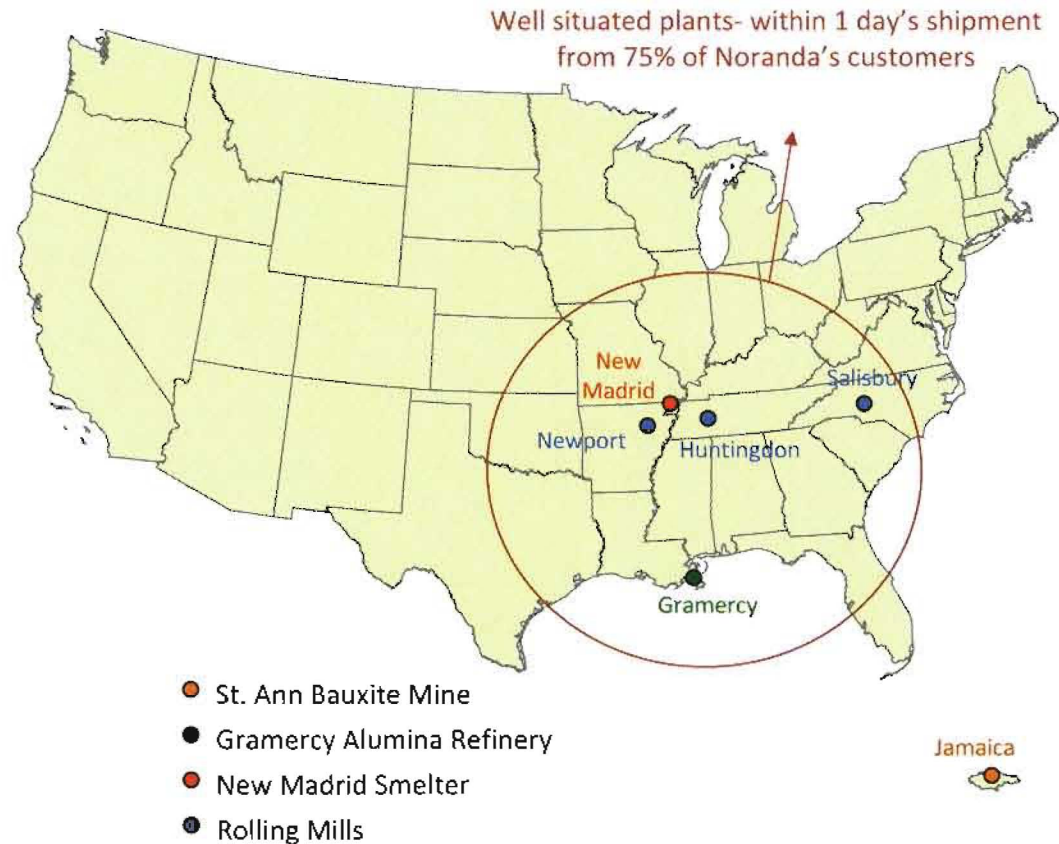 Well situated plants- within 1 day's shipment
from 75% of Noranda's customers
New
Madrid
Salisbury
Newport
Huntingdon
Gramercy
St. Ann Bauxite Mine
Gramercy Alumina Refinery
New Madrid Smelter
Rolling Mills
Jamaica